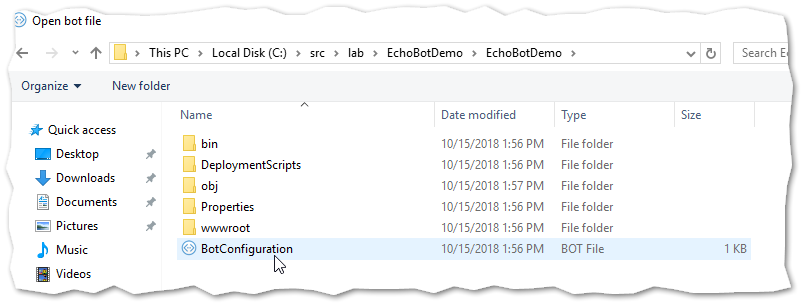 Open bot file
This PC > Local Disk (C:) > src > lab > EchoBotDemo > EchoBotDemo >
Search Ec
Organize
New folder
Name Date modified Type Size
Quick access
Desktop
Downloads
Documents
Pictures
Music
Videos
bin 10/15/2018 1:56 PM File folder
DeploymentScripts 10/15/2018 1:56 PM File folder
obj 10/15/2018 1:57 PM File folder
Properties 10/15/2018 1:56 PM File folder
wwwroot 10/15/2018 1:56 PM File folder
BotConfiguration 10/15/2018 1:56 PM BOT File 1 KB